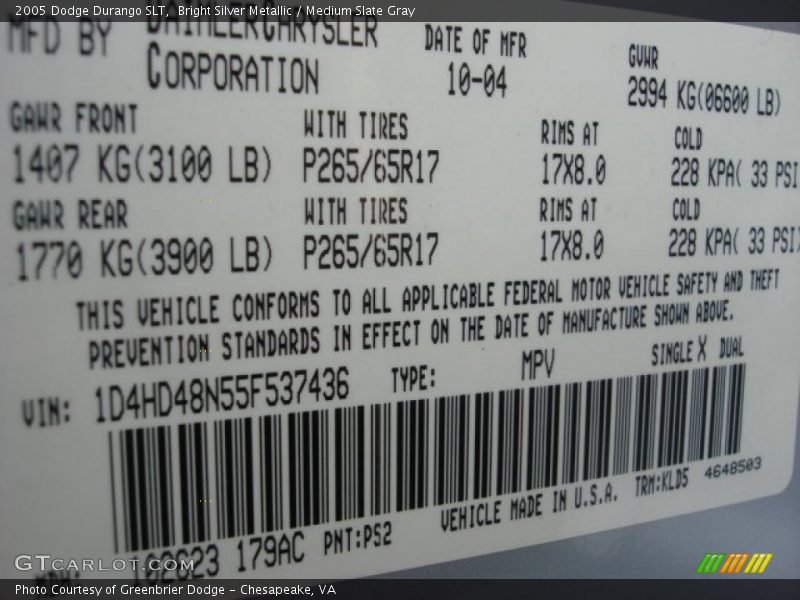 2005 Dodge Durango SLT, Bright Silver Metallic / Medium Slate Gray
MFD BY DAIMLERCHRYSLER CORPORATION
DATE OF MFR 10-04
GVWR 2994 KG(06600 LB)
GAWR FRONT WITH TIRES RIMS AT COLD
1407 KG(3100 LB) P265/65R17 17X8.0 228 KPA( 33 PSI
GAWR REAR WITH TIRES RIMS AT COLD
1770 KG(3900 LB) P265/65R17 17X8.0 228 KPA( 33 PSI)
THIS VEHICLE CONFORMS TO ALL APPLICABLE FEDERAL MOTOR VEHICLE SAFETY AND THEFT
PREVENTION STANDARDS IN EFFECT ON THE DATE OF MANUFACTURE SHOWN ABOVE.
VIN: 1D4HD48N55F537436 TYPE: MPV SINGLE X DUAL
VEHICLE MADE IN U.S.A. TRM:KLD5 4648503
MDH: 102623 179AC PNT:PS2
GTCARLOT.COM
Photo Courtesy of Greenbrier Dodge – Chesapeake, VA